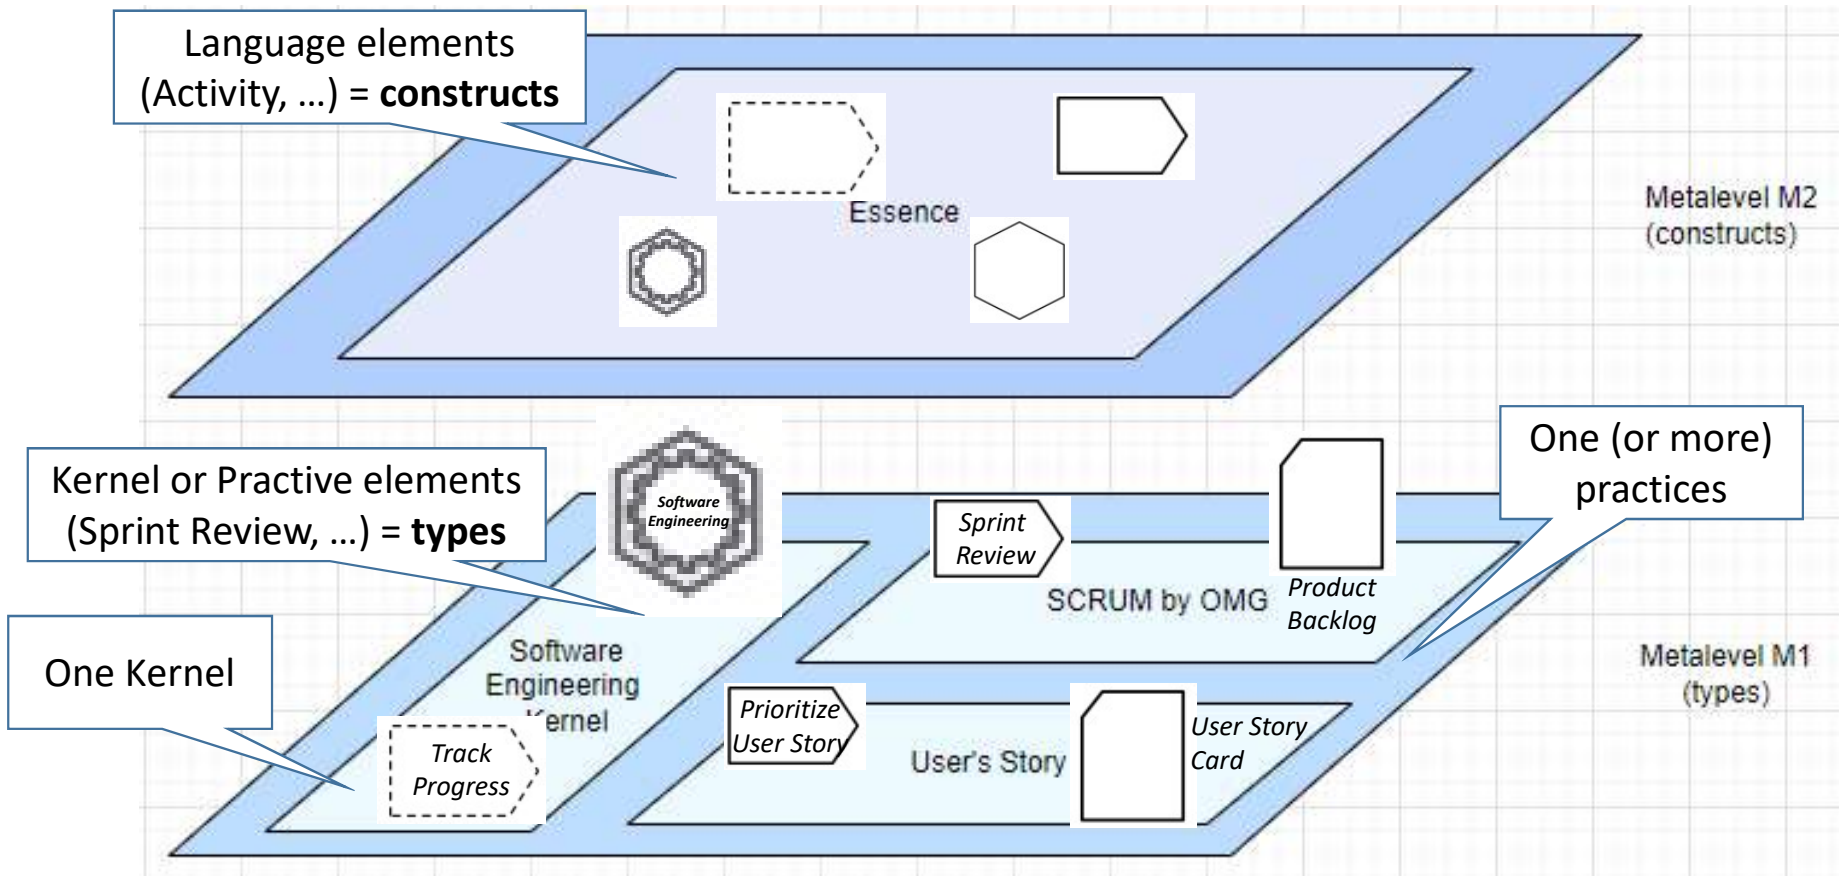 Language elements
(Activity, ...) = constructs
Essence
Metalevel M2
(constructs)
Kernel or Practive elements
(Sprint Review, ...) = types
Software
Engineering
Sprint
Review
One (or more)
practices
SCRUM by OMG
Product
Backlog
One Kernel
Software
Engineering
Kernel
Metalevel M1
(types)
Track
Progress
Prioritize
User Story
User's Story
User Story
Card